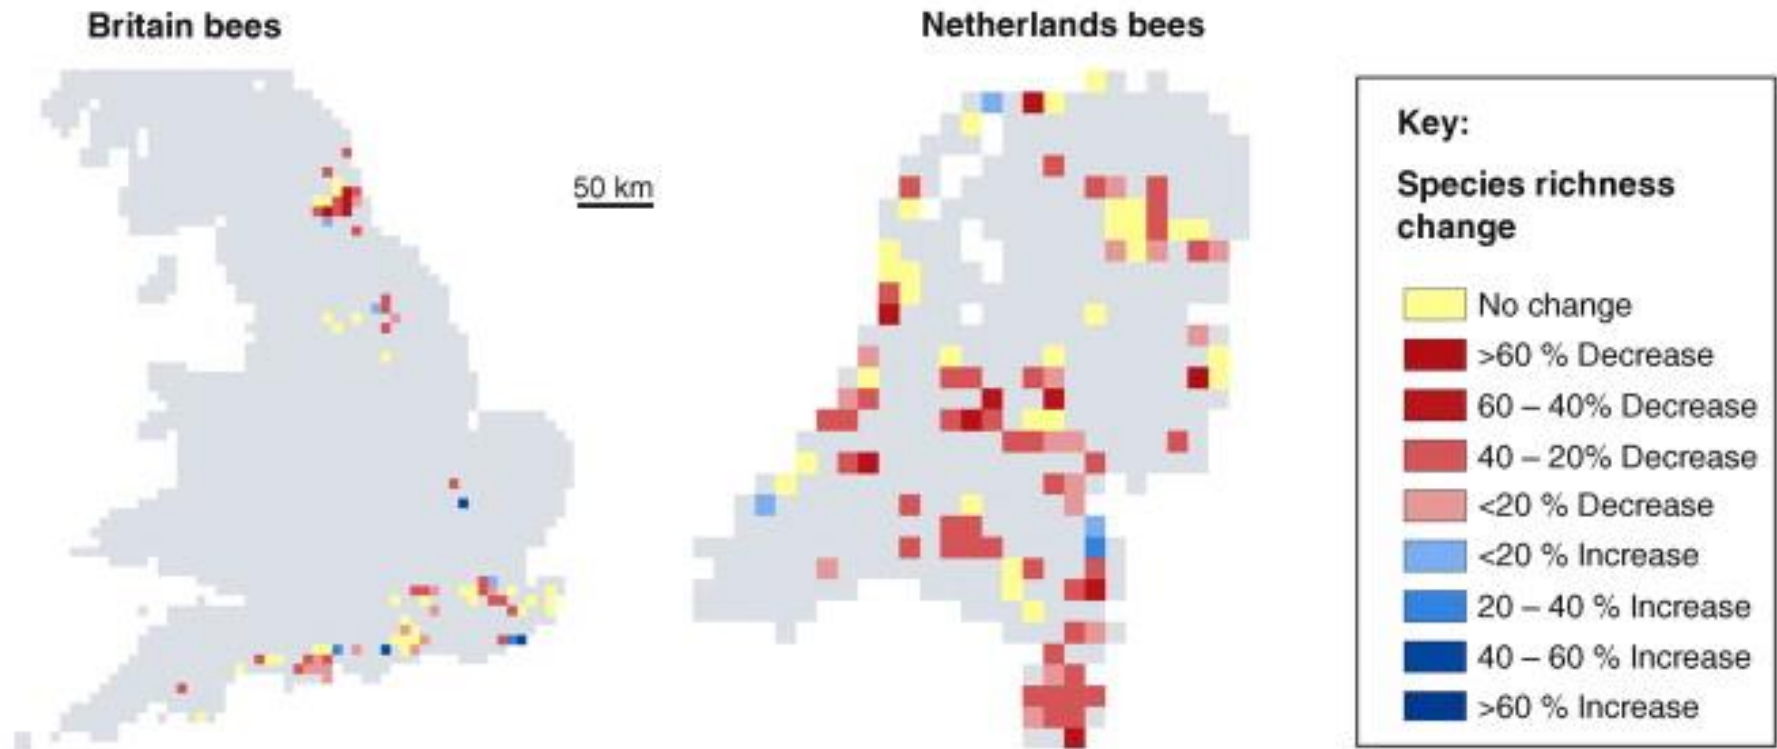 Britain bees
Netherlands bees
50 km
Key:
Species richness
change
No change
>60 % Decrease
60 – 40% Decrease
40 – 20% Decrease
<20 % Decrease
<20 % Increase
20 – 40 % Increase
40 – 60 % Increase
>60 % Increase